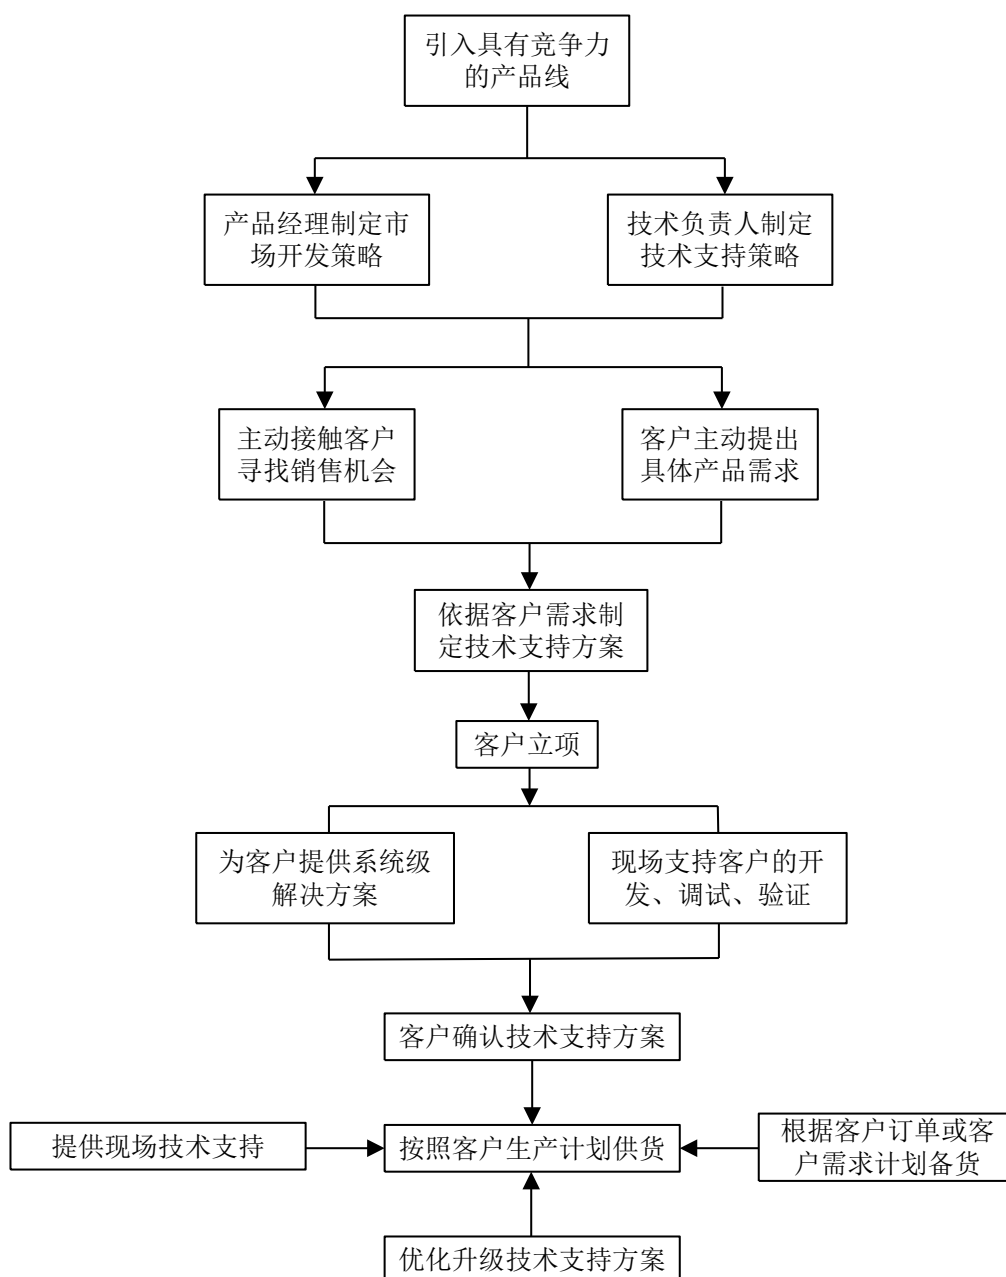 引入具有竞争力
的产品线
产品经理制定市
场开发策略
技术负责人制定
技术支持策略
主动接触客户
寻找销售机会
客户主动提出
具体产品需求
依据客户需求制
定技术支持方案
客户立项
为客户提供系统级
解决方案
现场支持客户的开
发、调试、验证
客户确认技术支持方案
提供现场技术支持
按照客户生产计划供货
根据客户订单或客
户需求计划备货
优化升级技术支持方案